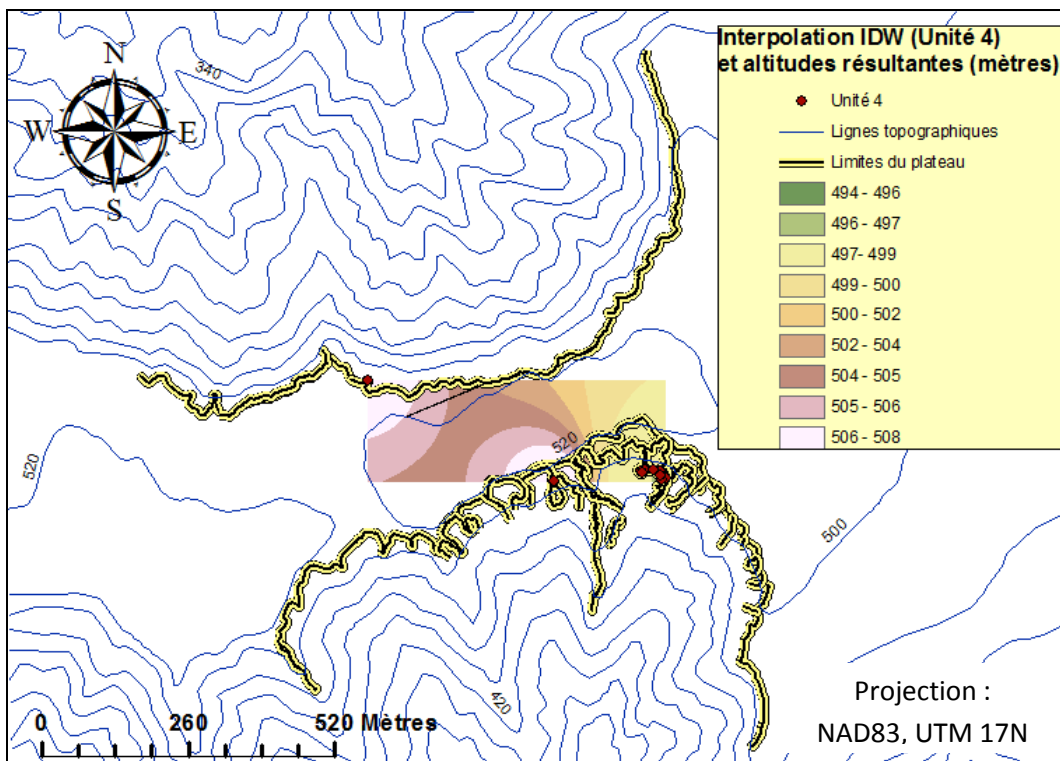 Interpolation IDW (Unité 4)
et altitudes résultantes (mètres)
Unité 4
Lignes topographiques
Limites du plateau
494 - 496
496 - 497
497- 499
499 - 500
500 - 502
502 - 504
504 - 505
505 - 506
506 - 508
N
W
E
S
340
520
520
500
420
0
260
520 Mètres
Projection :
NAD83, UTM 17N